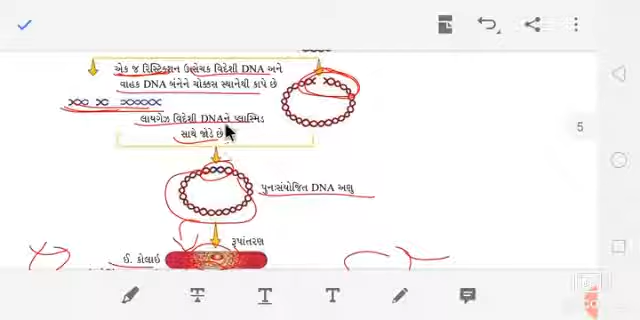 એક જ રિસ્ટ્રિક્શન ઉત્સેચક વિદેશી DNA અને
વાહક DNA બંનેને ચોક્કસ સ્થાનેથી કાપે છે
લાયગેઝ વિદેશી DNAને પ્લાસ્મિડ
સાથે જોડે છે
5
પુનઃસંયોજિત DNA અણુ
રૂપાંતરણ
ઈ. કોલાઈ